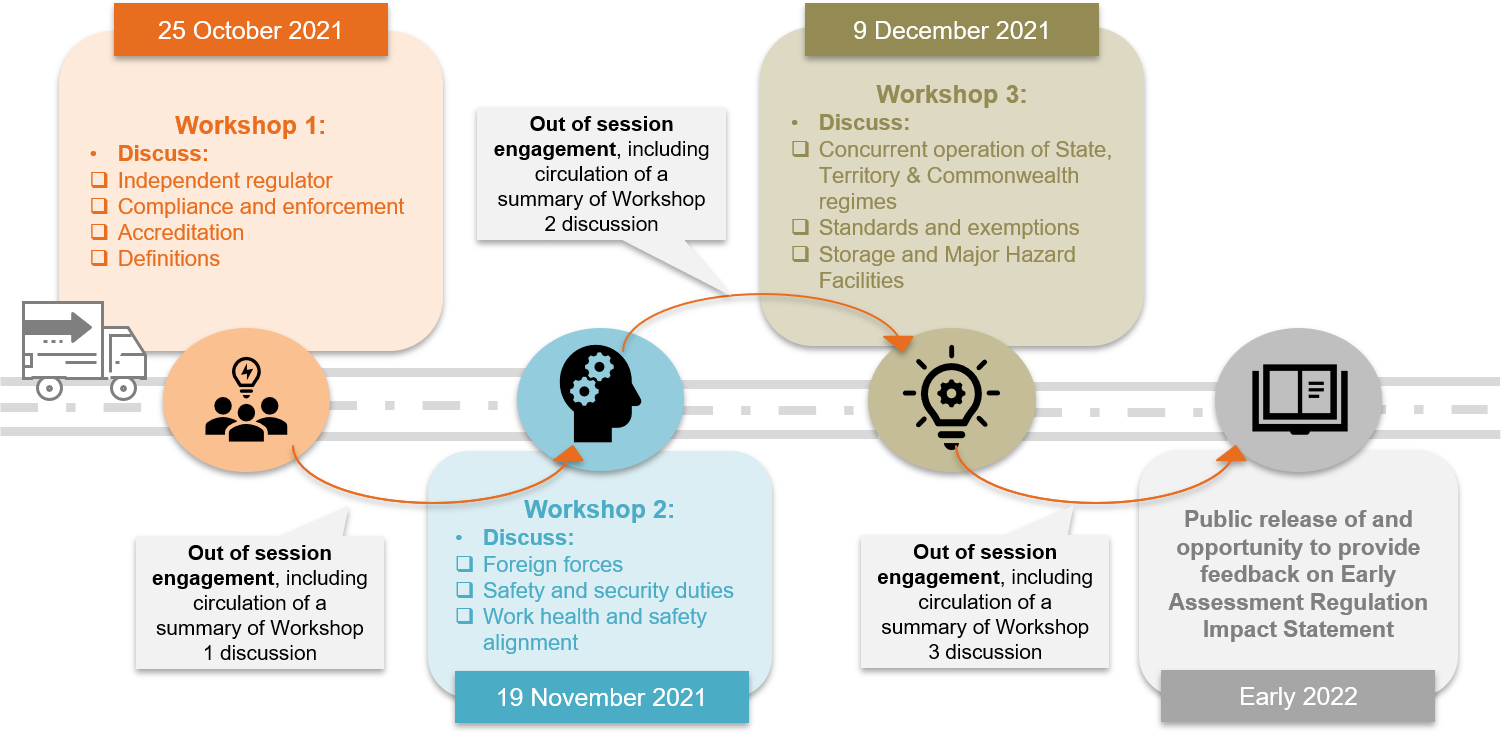 25 October 2021
Workshop 1:
• Discuss:
❑ Independent regulator
❑ Compliance and enforcement
❑ Accreditation
❑ Definitions
Out of session
engagement, including
circulation of a
summary of Workshop
1 discussion
Workshop 2:
• Discuss:
❑ Foreign forces
❑ Safety and security duties
❑ Work health and safety
alignment
19 November 2021
Out of session
engagement, including
circulation of a
summary of Workshop
2 discussion
9 December 2021
Workshop 3:
• Discuss:
❑ Concurrent operation of State,
Territory & Commonwealth
regimes
❑ Standards and exemptions
❑ Storage and Major Hazard
Facilities
Out of session
engagement, including
circulation of a
summary of Workshop
3 discussion
Public release of and
opportunity to provide
feedback on Early
Assessment Regulation
Impact Statement
Early 2022